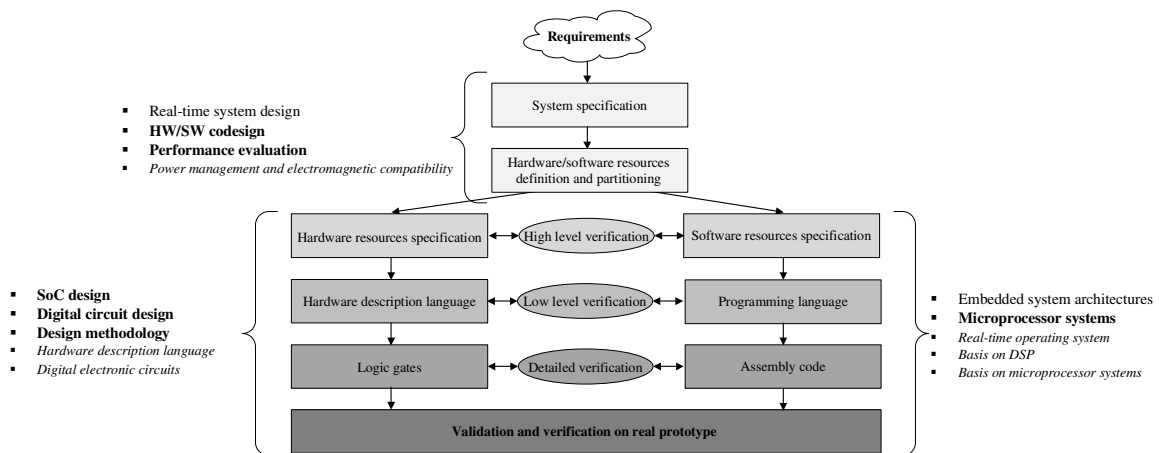 Requirements
System specification
▪ Real-time system design
▪ HW/SW codesign
▪ Performance evaluation
▪ Power management and electromagnetic compatibility
Hardware/software resources
definition and partitioning
Hardware resources specification
High level verification
Software resources specification
▪ SoC design
▪ Digital circuit design
▪ Design methodology
▪ Hardware description language
▪ Digital electronic circuits
Hardware description language
Low level verification
Programming language
▪ Embedded system architectures
▪ Microprocessor systems
▪ Real-time operating system
▪ Basis on DSP
▪ Basis on microprocessor systems
Logic gates
Detailed verification
Assembly code
Validation and verification on real prototype